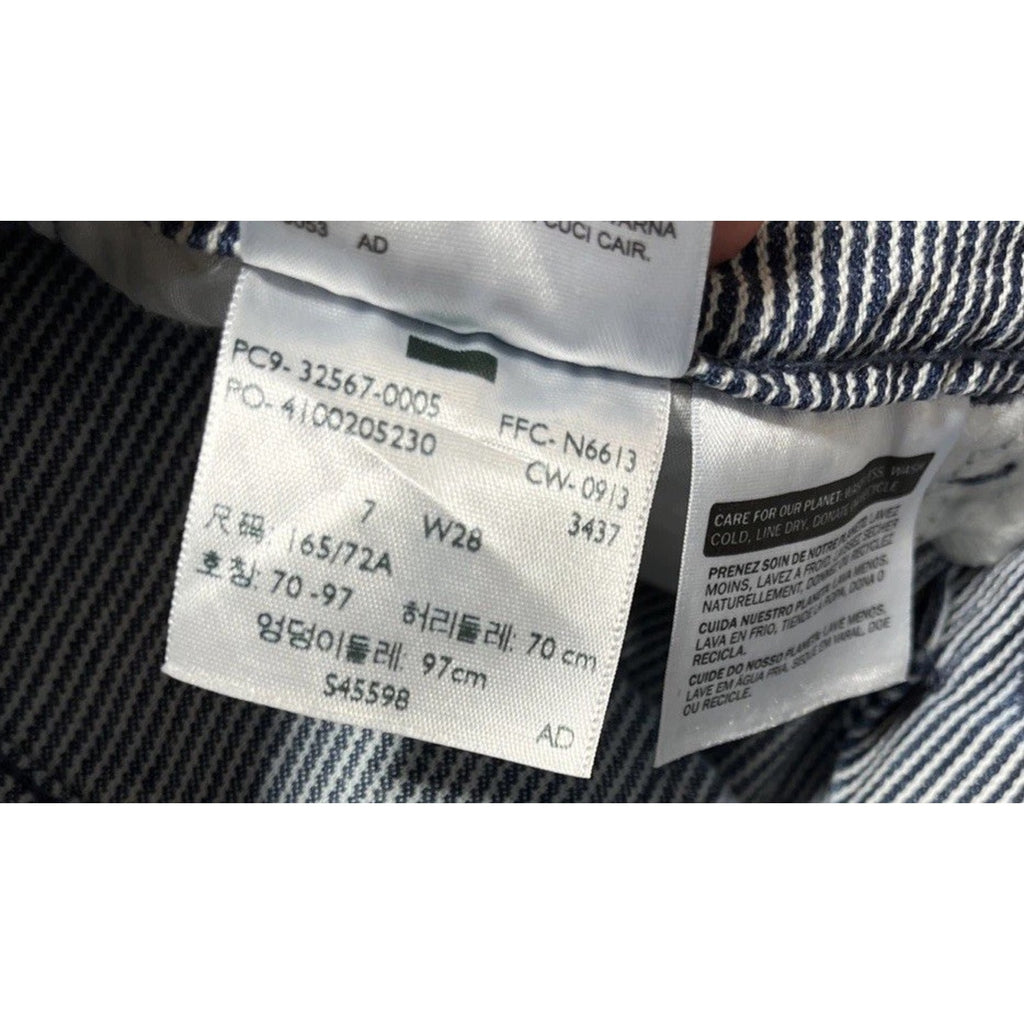 AD
CUCI CAIR.
PC9-32567-0005
PO-4100205230
FFC-N6613
CW-0913
3437
7 W28
尺码: 165/72A
호칭: 70-97 허리둘레: 70 cm
엉덩이둘레: 97cm
S45598
AD
CARE FOR OUR PLANET: WASH LESS, WASH
COLD, LINE DRY, DONATE OR RECYCLE
PRENEZ SOIN DE NOTRE PLANÈTE: LAVEZ
MOINS, LAVEZ À FROID, LAISSEZ SÉCHER
NATURELLEMENT, DONNEZ OU RECYCLEZ
CUIDA NUESTRO PLANETA: LAVA MENOS,
LAVA EN FRIO, TIENDE LA ROPA, DONA O
RECICLA.
CUIDE DO NOSSO PLANETA: LAVE MENOS,
LAVE EM ÁGUA FRIA, SEQUE EM VARAL, DOE
OU RECICLE.